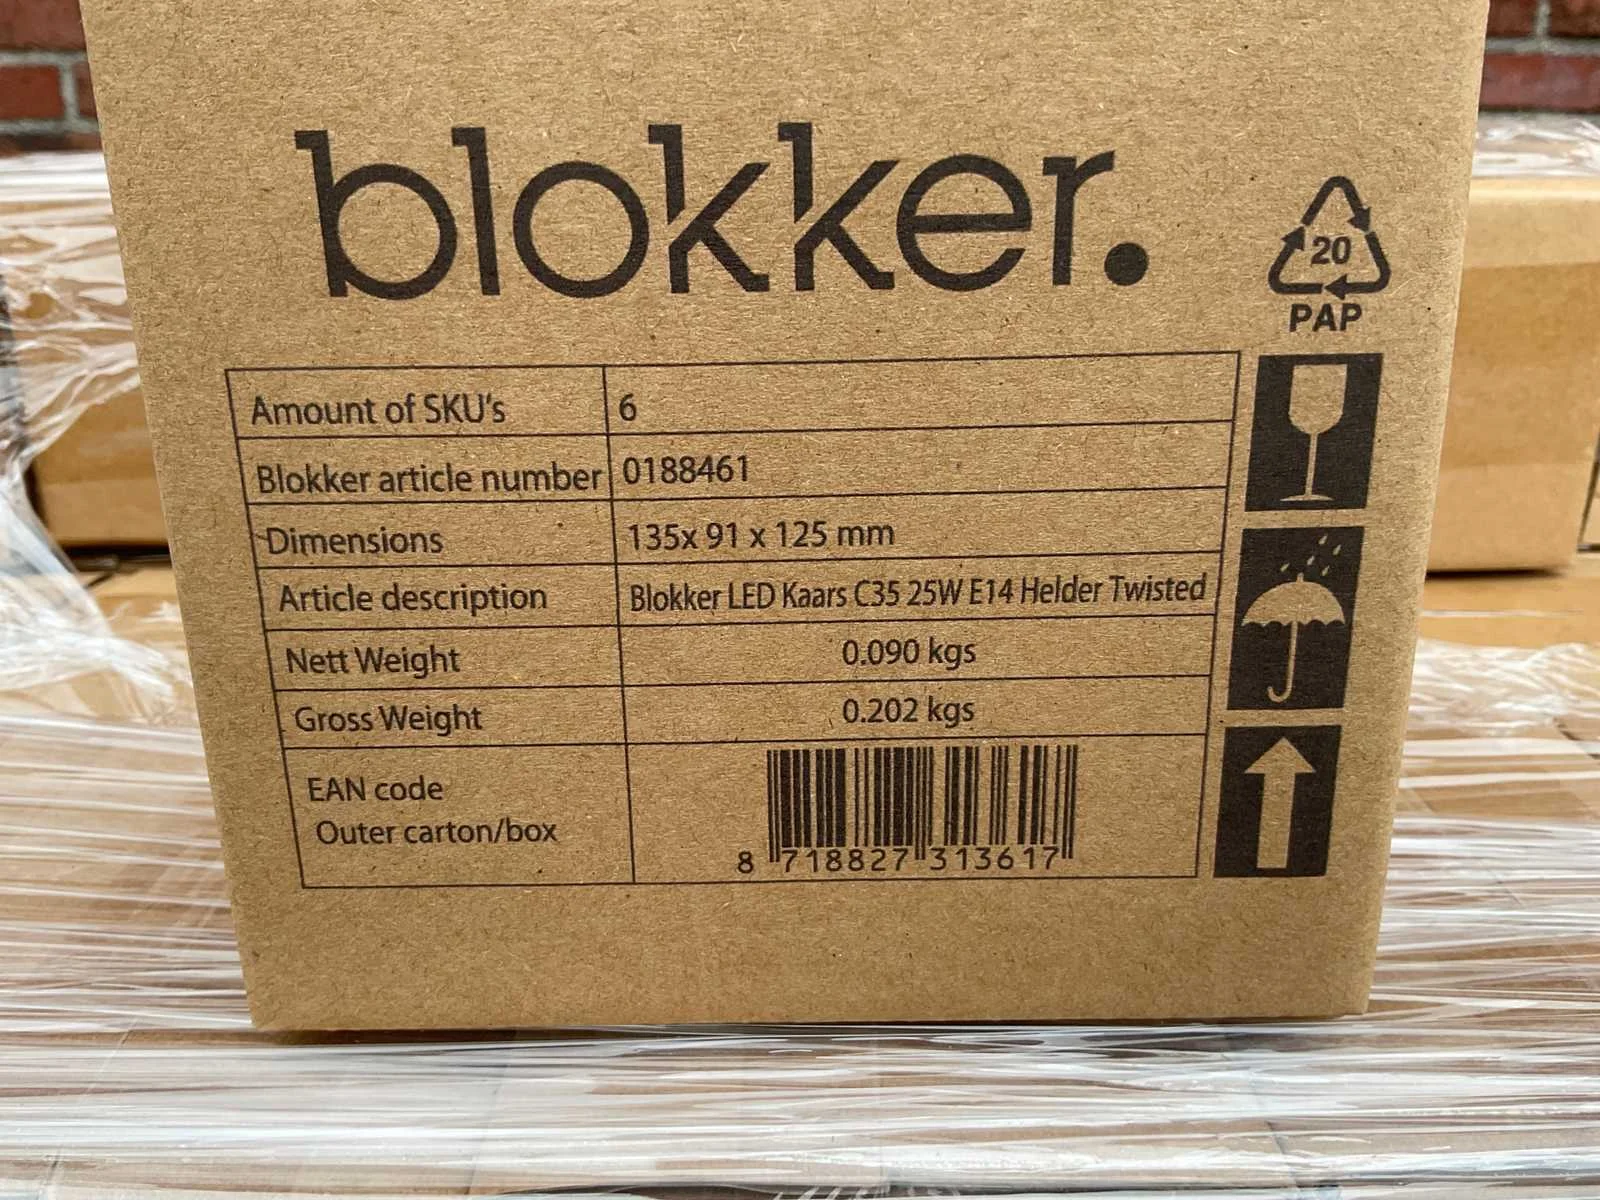 blokker.
20
PAP
Amount of SKU's 6
Blokker article number 0188461
Dimensions 135x 91 x 125 mm
Article description Blokker LED Kaars C35 25W E14 Helder Twisted
Nett Weight 0.090 kgs
Gross Weight 0.202 kgs
EAN code
Outer carton/box
8 718827 313617